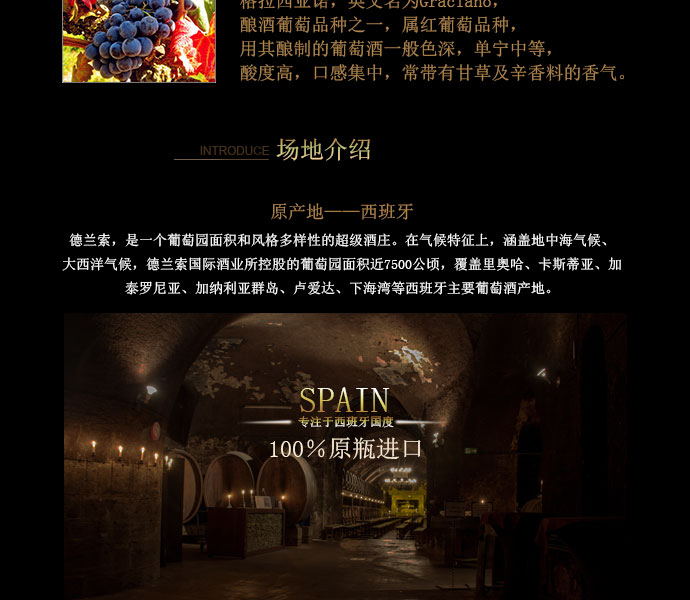 格拉西亚诺，英文名为Graciano，
酿酒葡萄品种之一，属红葡萄品种，
用其酿制的葡萄酒一般色深，单宁中等，
酸度高，口感集中，常带有甘草及辛香料的香气。
INTRODUCE 场地介绍
原产地——西班牙
德兰索，是一个葡萄园面积和风格多样性的超级酒庄。在气候特征上，涵盖地中海气候、
大西洋气候，德兰索国际酒业所控股的葡萄园面积近7500公顷，覆盖里奥哈、卡斯蒂亚、加
泰罗尼亚、加纳利亚群岛、卢爱达、下海湾等西班牙主要葡萄酒产地。
SPAIN
专注于西班牙国度
100%原瓶进口